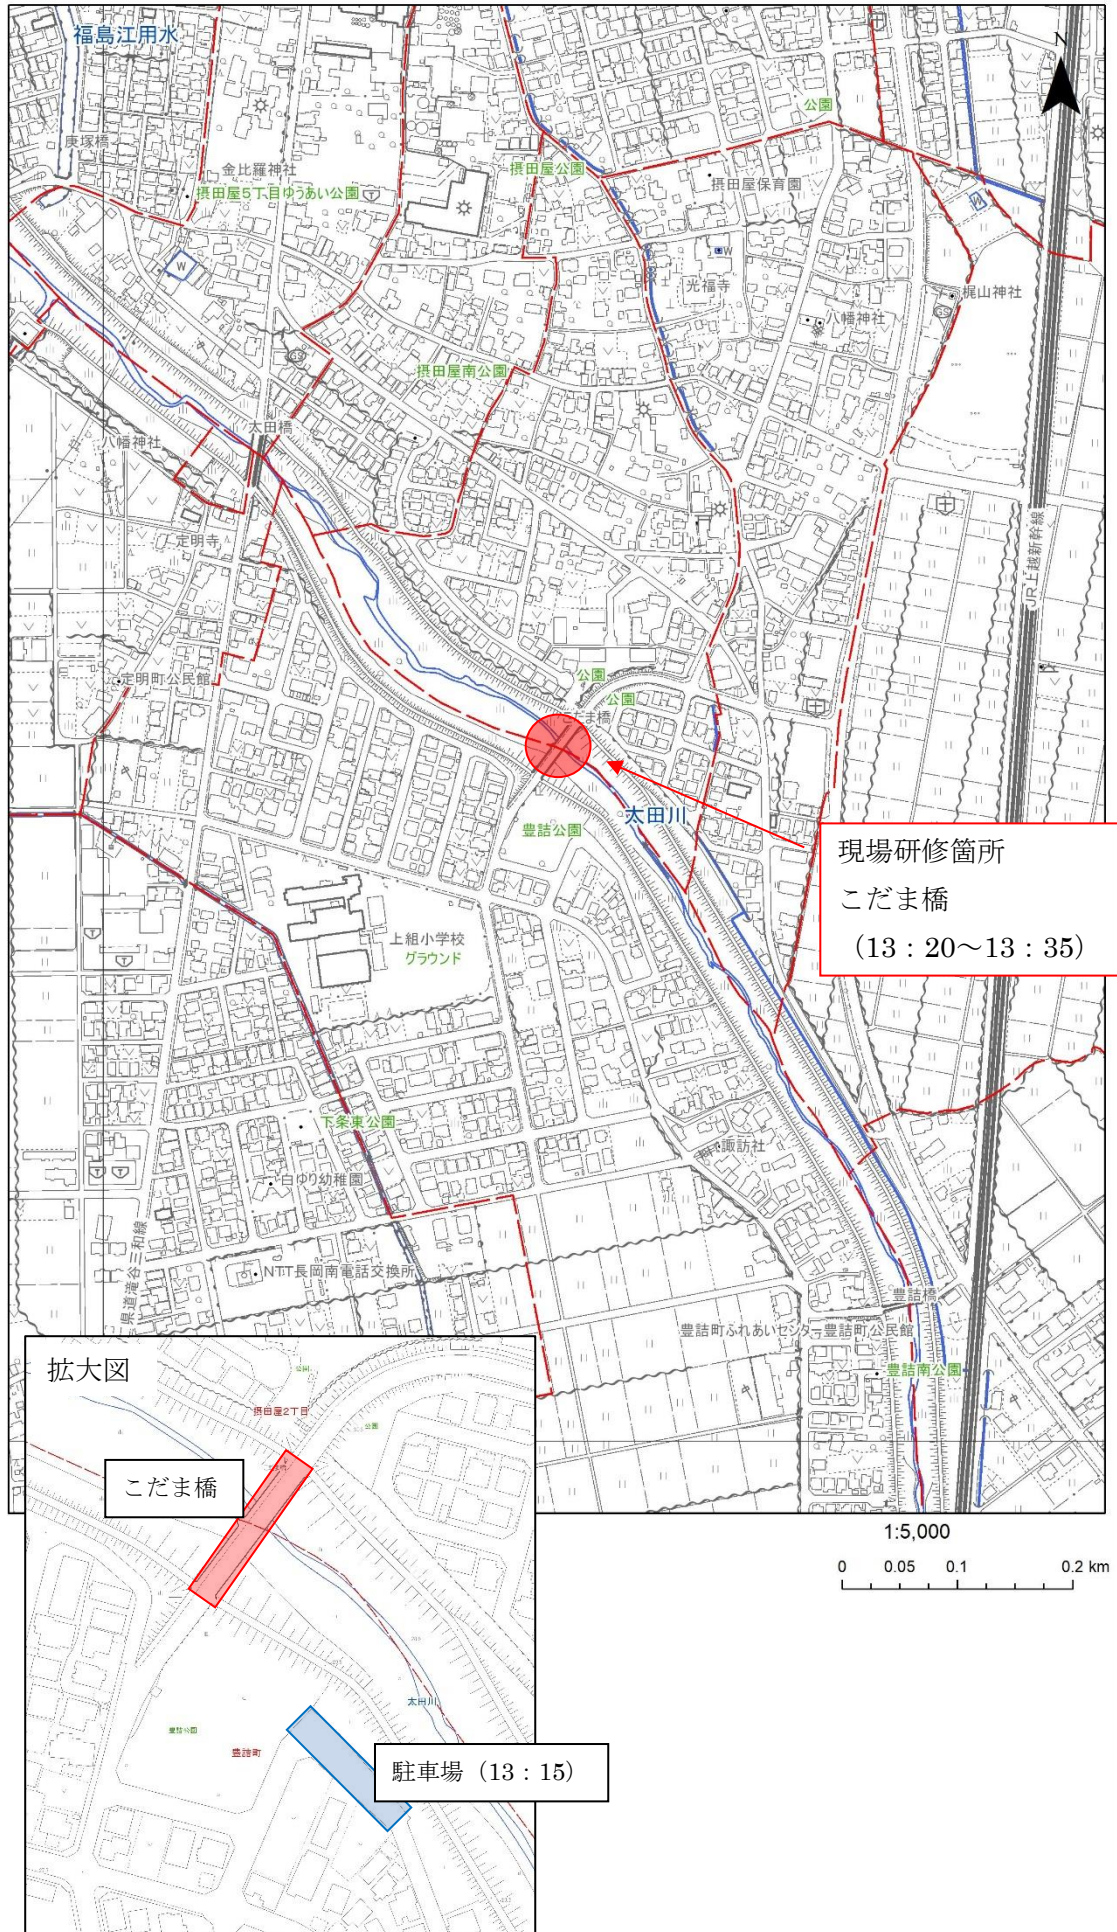 福島江用水
N
公園
庚塚橋
金比羅神社
摂田屋5丁目ゆうあい公園
摂田屋公園
摂田屋保育園
W
W
W
光福寺
梶山神社
GS
八幡神社
GS
摂田屋南公園
太田橋
八幡神社
定明寺
JR上越新幹線
定明町公民館
公園
公園
こだま橋
太田川
豊詰公園
現場研修箇所
こだま橋
（13：20～13：35）
上組小学校
グラウンド
下条東公園
諏訪社
白ゆり幼稚園
県道滝谷三和線
NTT長岡南電話交換所
豊詰橋
豊詰町ふれあいセンター豊詰町公民館
豊詰南公園
拡大図
公園
摂田屋2丁目
公園
こだま橋
太田川
豊詰公園
豊詰町
駐車場（13：15）
1:5,000
0 0.05 0.1 0.2 km